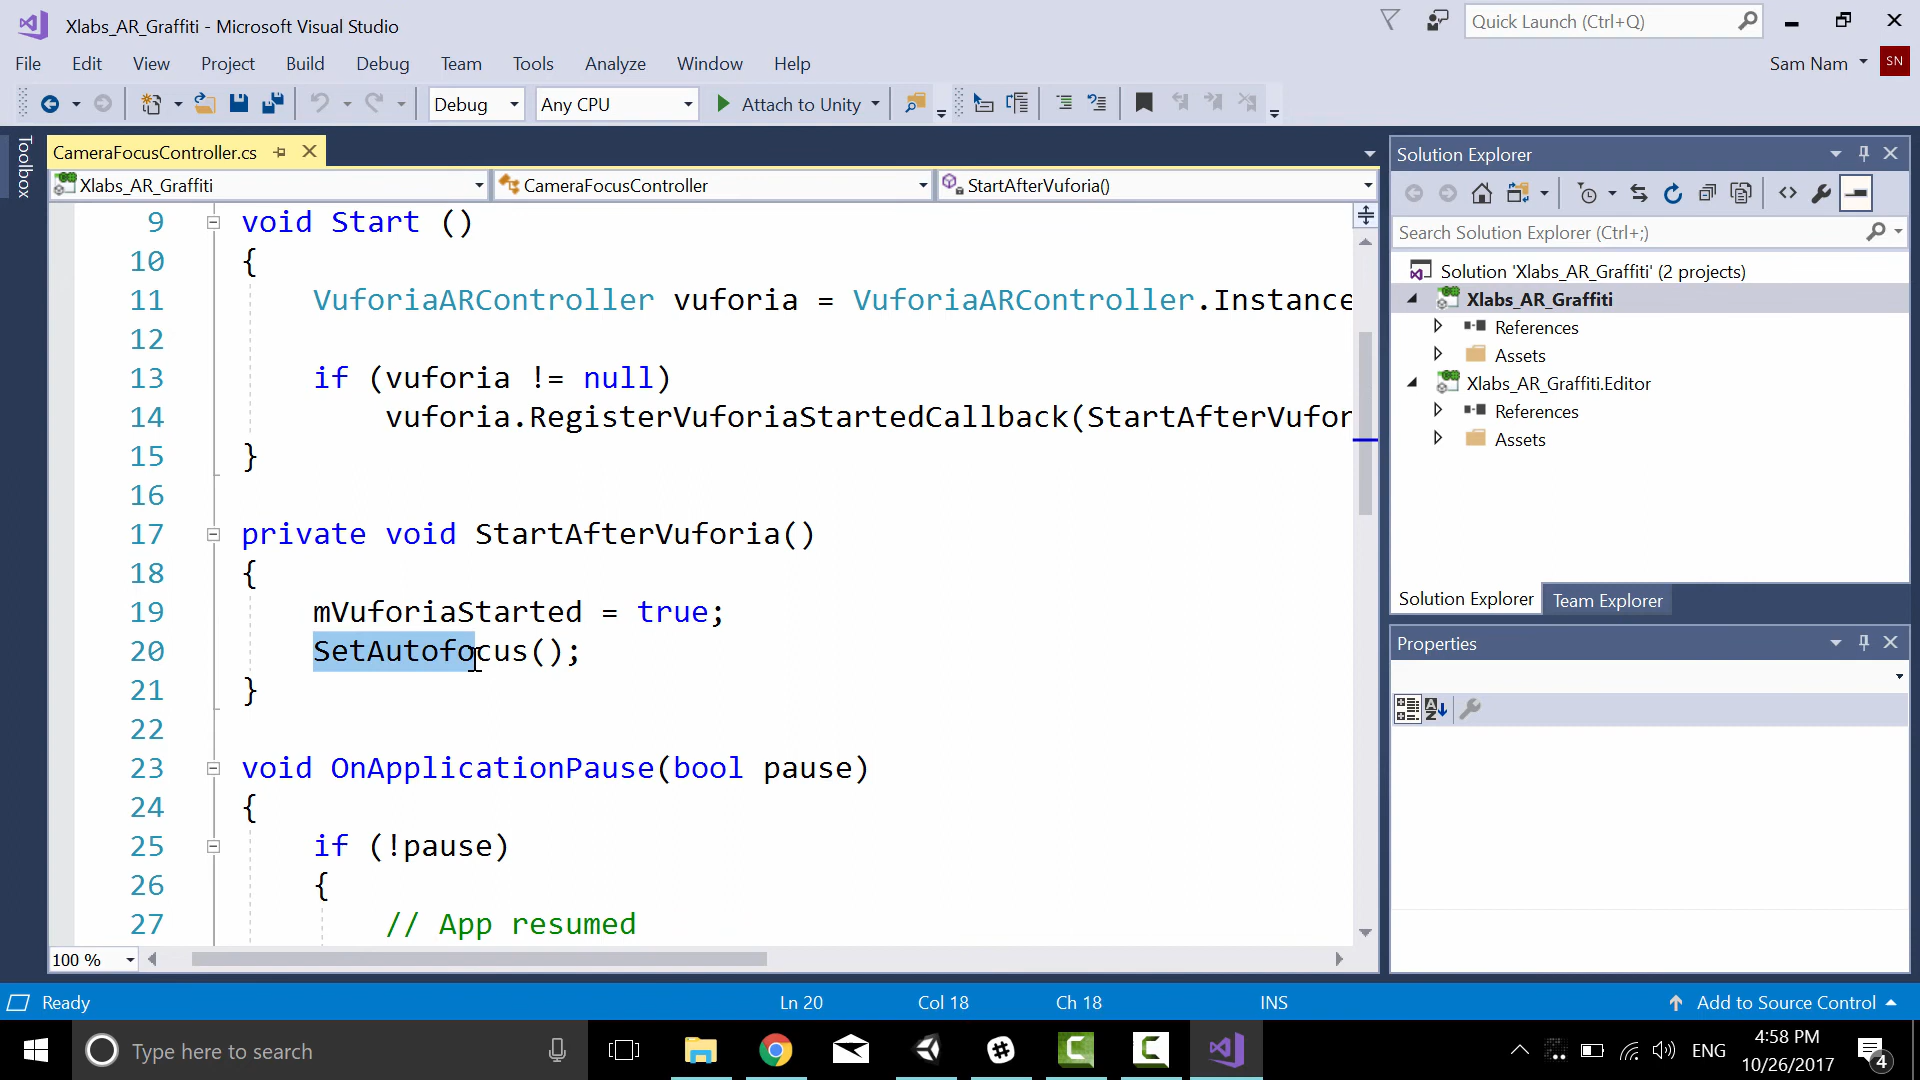 Xlabs_AR_Graffiti - Microsoft Visual Studio
Quick Launch (Ctrl+Q)
File Edit View Project Build Debug Team Tools Analyze Window Help
Sam Nam SN
Debug Any CPU Attach to Unity
Toolbox
CameraFocusController.cs
Xlabs_AR_Graffiti CameraFocusController StartAfterVuforia()
9 void Start ()
10 {
11 VuforiaARController vuforia = VuforiaARController.Instance
12
13 if (vuforia != null)
14 vuforia.RegisterVuforiaStartedCallback(StartAfterVufor
15 }
16
17 private void StartAfterVuforia()
18 {
19 mVuforiaStarted = true;
20 SetAutofocus();
21 }
22
23 void OnApplicationPause(bool pause)
24 {
25 if (!pause)
26 {
27 // App resumed
100 %
Solution Explorer
Search Solution Explorer (Ctrl+;)
Solution 'Xlabs_AR_Graffiti' (2 projects)
Xlabs_AR_Graffiti
References
Assets
Xlabs_AR_Graffiti.Editor
References
Assets
Solution Explorer Team Explorer
Properties
Ready Ln 20 Col 18 Ch 18 INS Add to Source Control
Type here to search
ENG
4:58 PM
10/26/2017
4